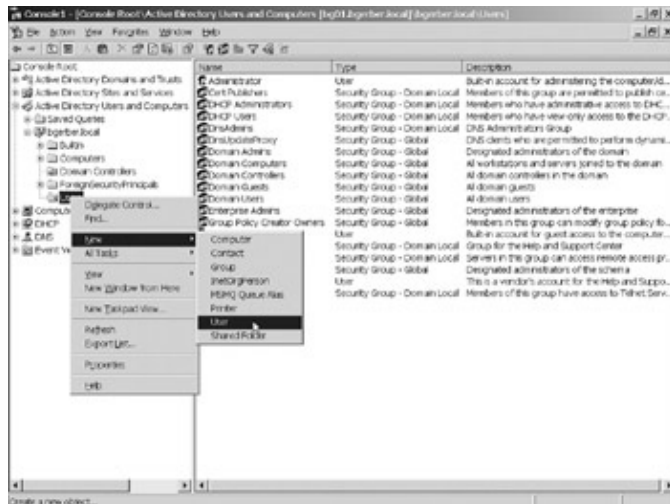 Console1 - [Console Root\Active Directory Users and Computers [bg01.bgerber.local]\bgerber.local\Users]
File Action View Favorites Window Help
Console Root
Active Directory Domains and Trusts
Active Directory Sites and Services
Active Directory Users and Computers
Saved Queries
bgerber.local
Builtin
Computers
Domain Controllers
ForeignSecurityPrincipals
DHCP
DNS
Name Type Description
Administrator User Built-in account for administering the computer/d...
Cert Publishers Security Group - Domain Local Members of this group are permitted to publish ce...
DHCP Administrators Security Group - Domain Local Members who have administrative access to DHC...
DHCP Users Security Group - Domain Local Members who have view-only access to the DHCP...
DnsAdmins Security Group - Domain Local DNS Administrators Group
DnsUpdateProxy Security Group - Global DNS clients who are permitted to perform dynami...
Domain Admins Security Group - Global Designated administrators of the domain
Domain Computers Security Group - Global All workstations and servers joined to the domain
Domain Controllers Security Group - Global All domain controllers in the domain
Domain Guests Security Group - Global All domain guests
Domain Users Security Group - Global All domain users
Enterprise Admins Security Group - Global Designated administrators of the enterprise
Group Policy Creator Owners Security Group - Global Members in this group can modify group policy for...
User Built-in account for guest access to the computer...
Security Group - Domain Local Group for the Help and Support Center
Security Group - Domain Local Servers in this group can access remote access pr...
Security Group - Global Designated administrators of the schema
User This is a vendor's account for the Help and Suppo...
Security Group - Domain Local Members of this group have access to Telnet Serv...
Delegate Control...
Find...
New
All Tasks
View
New Window from Here
New Taskpad View...
Refresh
Export List...
Properties
Help
Computer
Contact
Group
InetOrgPerson
MSMQ Queue Alias
Printer
User
Shared Folder
Create a new object...